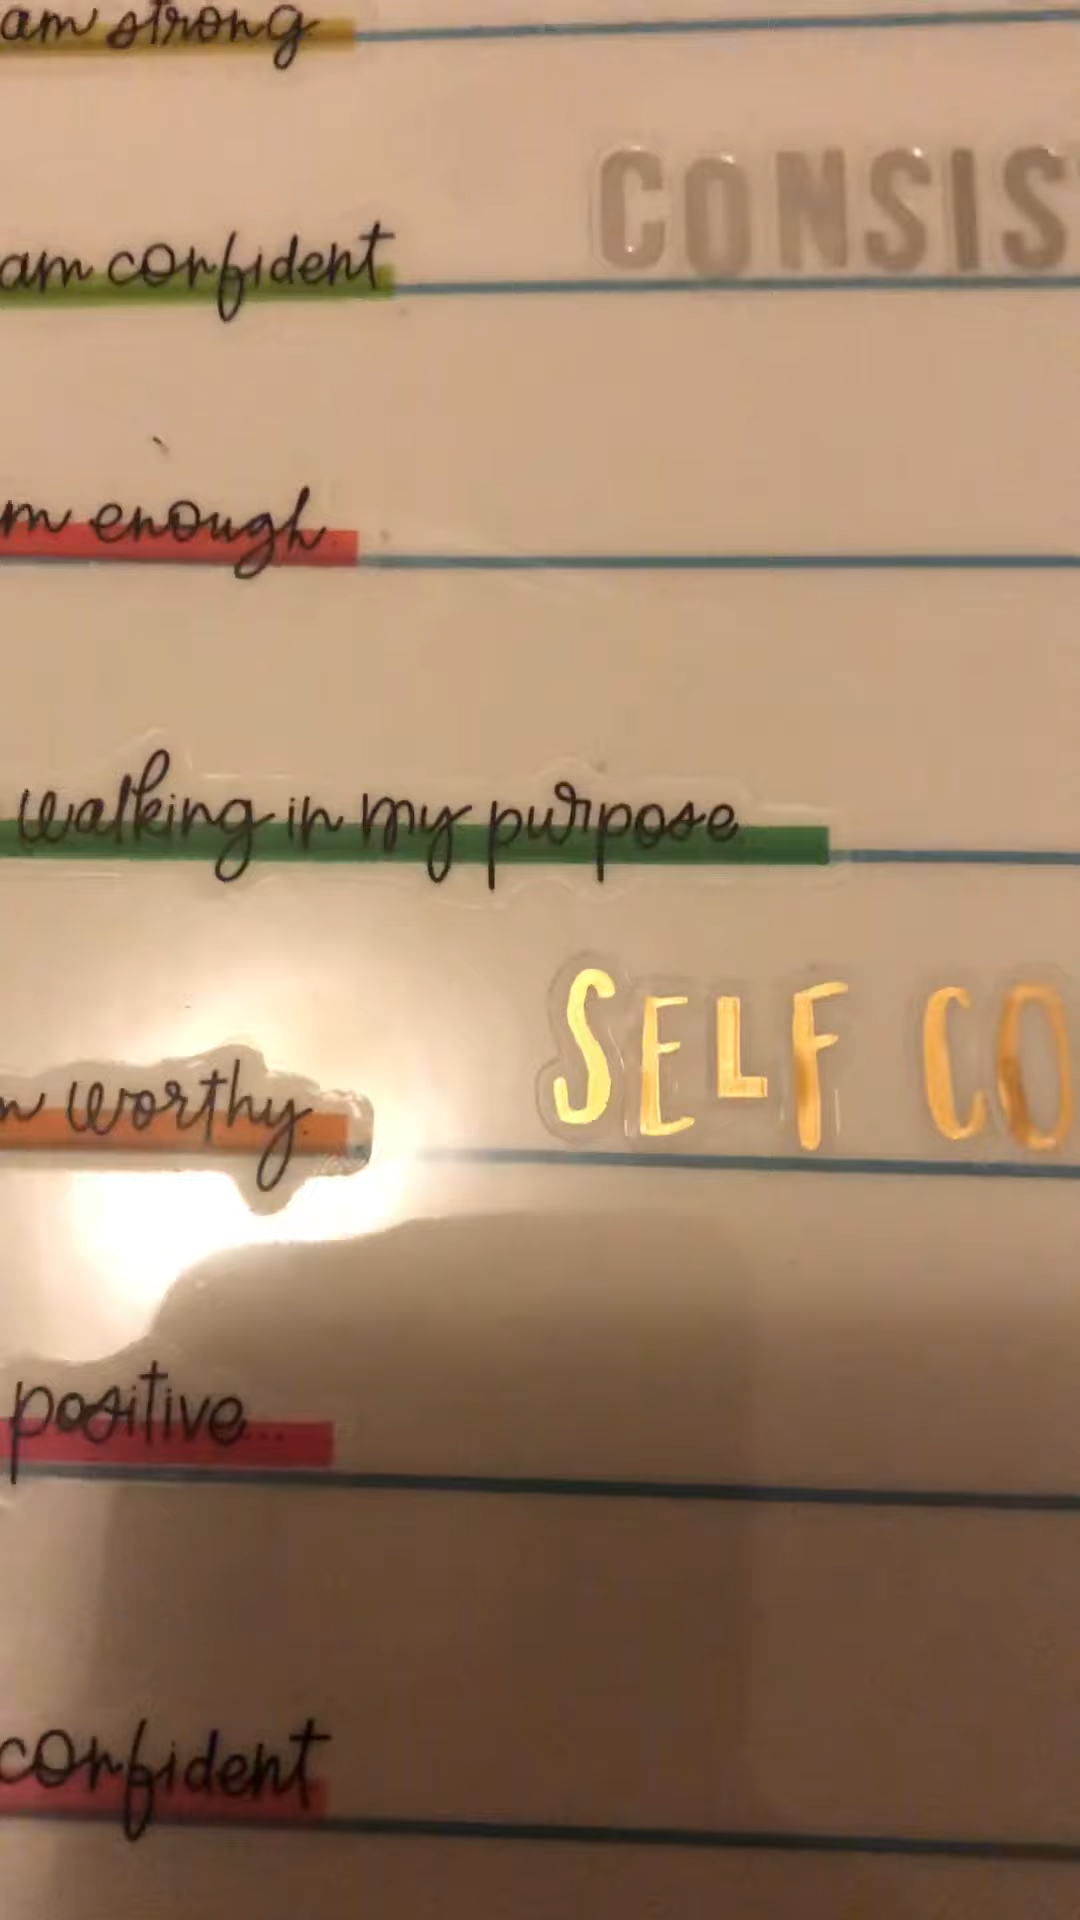 am strong
CONSIS
am confident
m enough
walking in my purpose
SELF CO
worthy
positive
confident